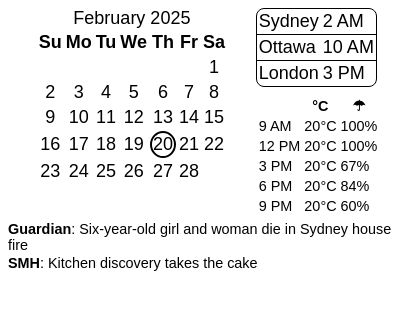 February 2025
Su Mo Tu We Th Fr Sa
1
2 3 4 5 6 7 8
9 10 11 12 13 14 15
16 17 18 19 20 21 22
23 24 25 26 27 28
Sydney 2 AM
Ottawa 10 AM
London 3 PM
°C ☂
9 AM 20°C 100%
12 PM 20°C 100%
3 PM 20°C 67%
6 PM 20°C 84%
9 PM 20°C 60%
Guardian: Six-year-old girl and woman die in Sydney house
fire
SMH: Kitchen discovery takes the cake